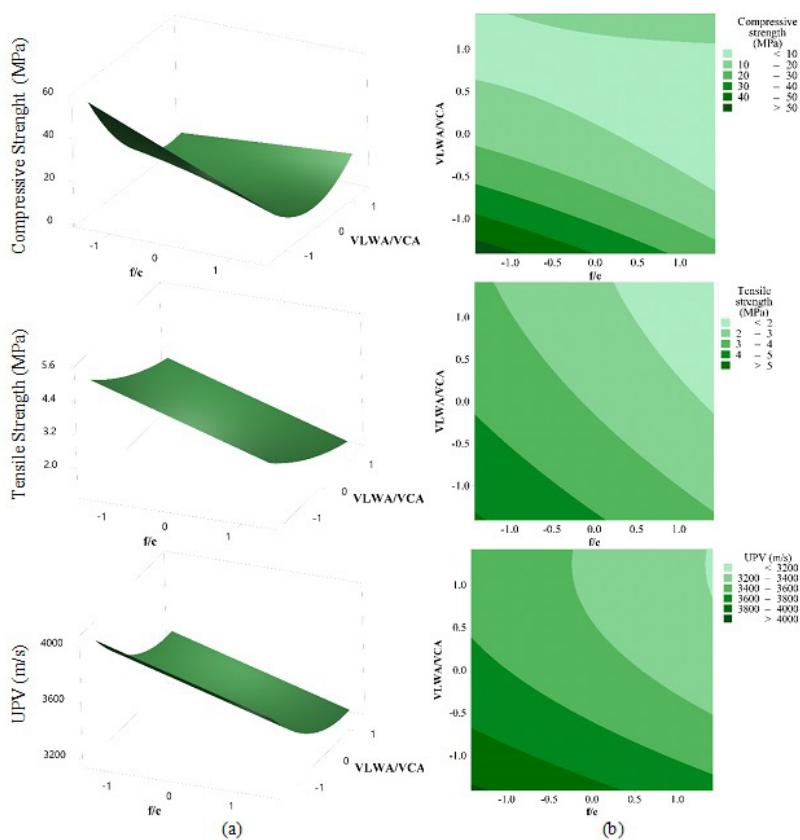 Compressive Strenght (MPa)
60
40
20
0
-1
0
1
f/c
-1
0
1
VLWA/VCA
1.0
0.5
0.0
-0.5
-1.0
VLWA/VCA
-1.0 -0.5 0.0 0.5 1.0
f/c
Compressive
strength
(MPa)
< 10
10 – 20
20 – 30
30 – 40
40 – 50
> 50
Tensile Strength (MPa)
5.6
4.4
3.2
2.0
-1
0
1
f/c
-1
0
1
VLWA/VCA
1.0
0.5
0.0
-0.5
-1.0
VLWA/VCA
-1.0 -0.5 0.0 0.5 1.0
f/c
Tensile
strength
(MPa)
< 2
2 – 3
3 – 4
4 – 5
> 5
UPV (m/s)
4000
3600
3200
-1
0
1
f/c
-1
0
1
VLWA/VCA
1.0
0.5
0.0
-0.5
-1.0
VLWA/VCA
-1.0 -0.5 0.0 0.5 1.0
f/c
UPV (m/s)
< 3200
3200 – 3400
3400 – 3600
3600 – 3800
3800 – 4000
> 4000
(a) (b)